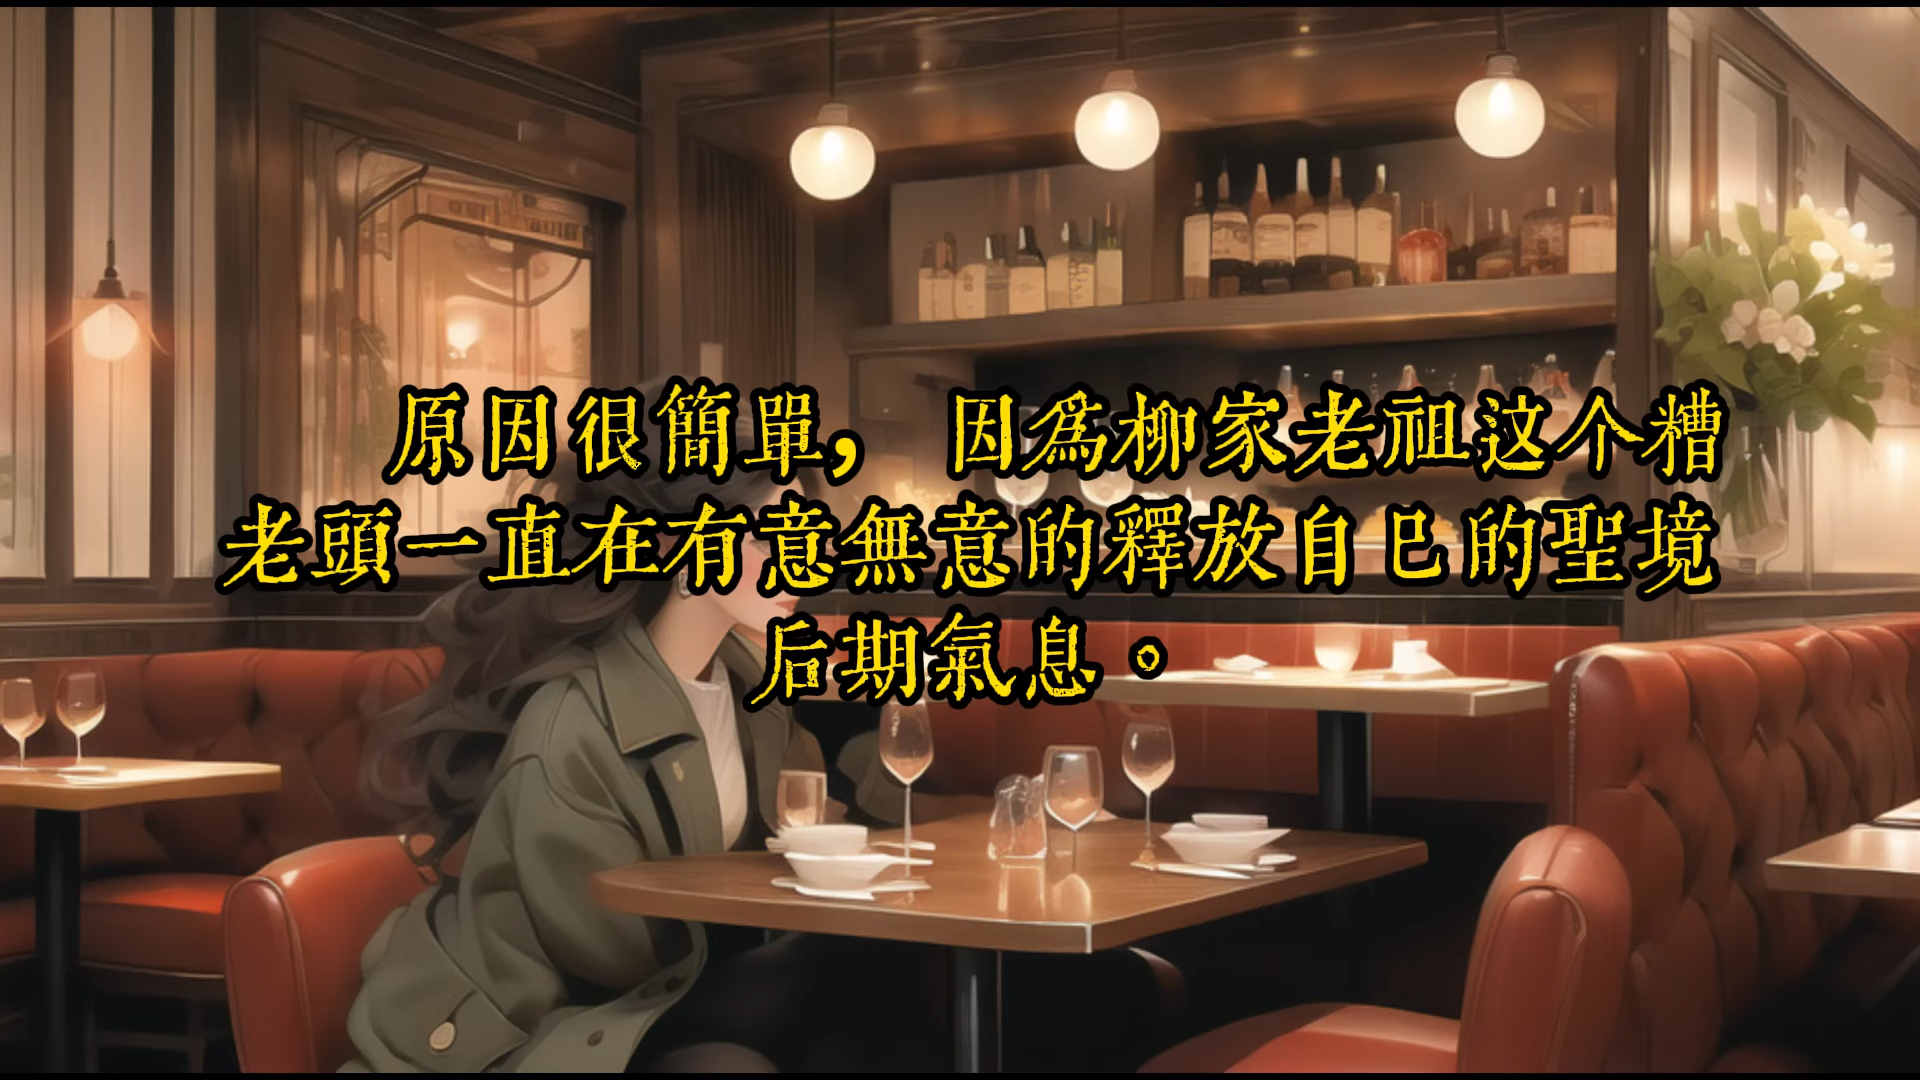 原因很簡單，因爲柳家老祖这个糟
老頭一直在有意無意的釋放自已的聖境
后期氣息。